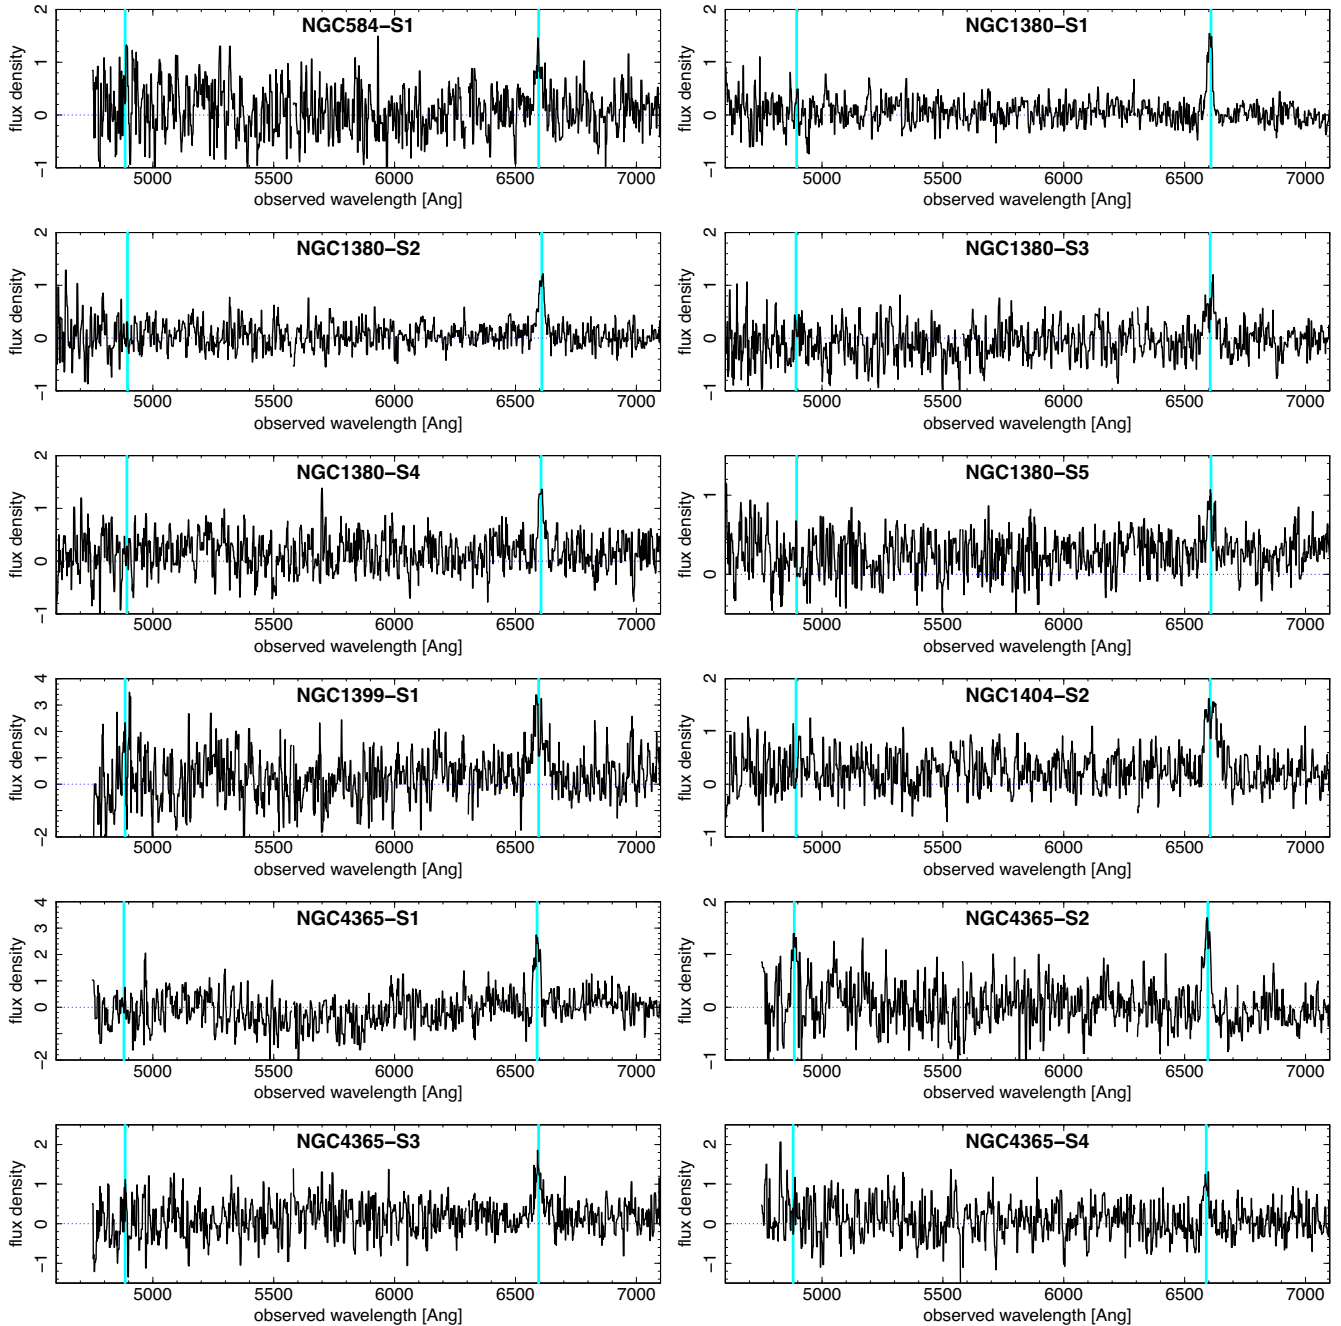 NGC584−S1
flux density
2
1
0
−1
5000 5500 6000 6500 7000
observed wavelength [Ang]
NGC1380−S1
flux density
2
1
0
−1
5000 5500 6000 6500 7000
observed wavelength [Ang]
NGC1380−S2
flux density
2
1
0
−1
5000 5500 6000 6500 7000
observed wavelength [Ang]
NGC1380−S3
flux density
2
1
0
−1
5000 5500 6000 6500 7000
observed wavelength [Ang]
NGC1380−S4
flux density
2
1
0
−1
5000 5500 6000 6500 7000
observed wavelength [Ang]
NGC1380−S5
flux density
1
0
5000 5500 6000 6500 7000
observed wavelength [Ang]
NGC1399−S1
flux density
4
3
2
1
0
−2
5000 5500 6000 6500 7000
observed wavelength [Ang]
NGC1404−S2
flux density
2
1
0
−1
5000 5500 6000 6500 7000
observed wavelength [Ang]
NGC4365−S1
flux density
4
3
2
1
0
−2
5000 5500 6000 6500 7000
observed wavelength [Ang]
NGC4365−S2
flux density
2
1
0
−1
5000 5500 6000 6500 7000
observed wavelength [Ang]
NGC4365−S3
flux density
2
1
0
−1
5000 5500 6000 6500 7000
observed wavelength [Ang]
NGC4365−S4
flux density
2
1
0
−1
5000 5500 6000 6500 7000
observed wavelength [Ang]